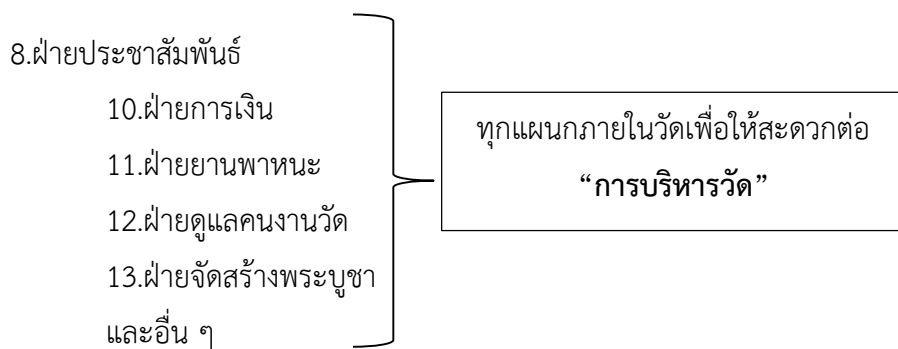 8.ฝ่ายประชาสัมพันธ์
10.ฝ่ายการเงิน
11.ฝ่ายยานพาหนะ
12.ฝ่ายดูแลคนงานวัด
13.ฝ่ายจัดสร้างพระบูชา
และอื่น ๆ
ทุกแผนกภายในวัดเพื่อให้สะดวกต่อ
“การบริหารวัด”